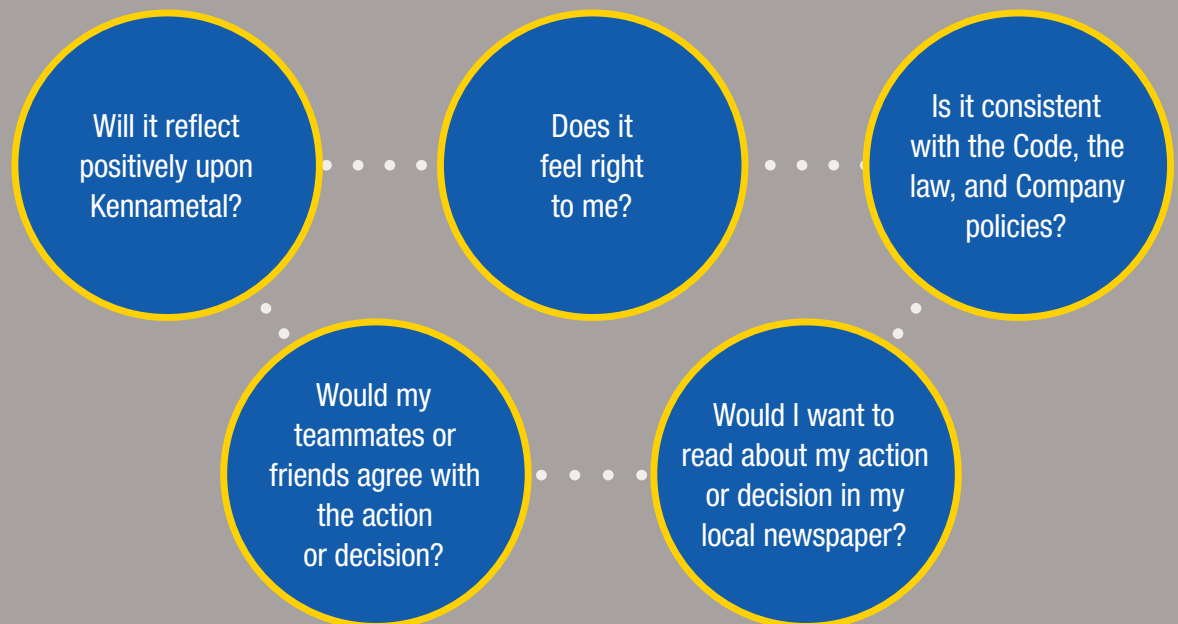 Will it reflect
positively upon
Kennametal?
Does it
feel right
to me?
Is it consistent
with the Code, the
law, and Company
policies?
Would my
teammates or
friends agree with
the action
or decision?
Would I want to
read about my action
or decision in my
local newspaper?